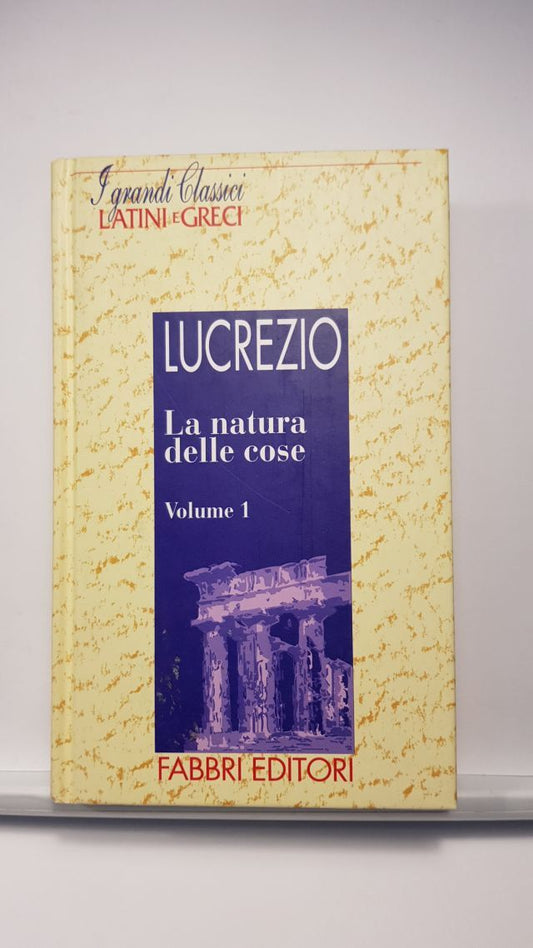 I grandi Classici
LATINI E GRECI
LUCREZIO
La natura
delle cose
Volume 1
FABBRI EDITORI